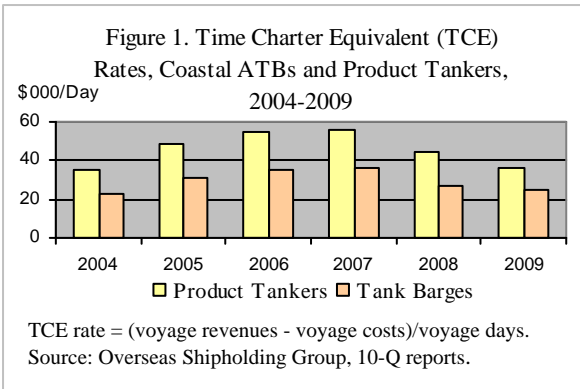 Figure 1. Time Charter Equivalent (TCE)
Rates, Coastal ATBs and Product Tankers,
2004-2009
$000/Day
60
40
20
0
2004 2005 2006 2007 2008 2009
Product Tankers Tank Barges
TCE rate = (voyage revenues - voyage costs)/voyage days.
Source: Overseas Shipholding Group, 10-Q reports.